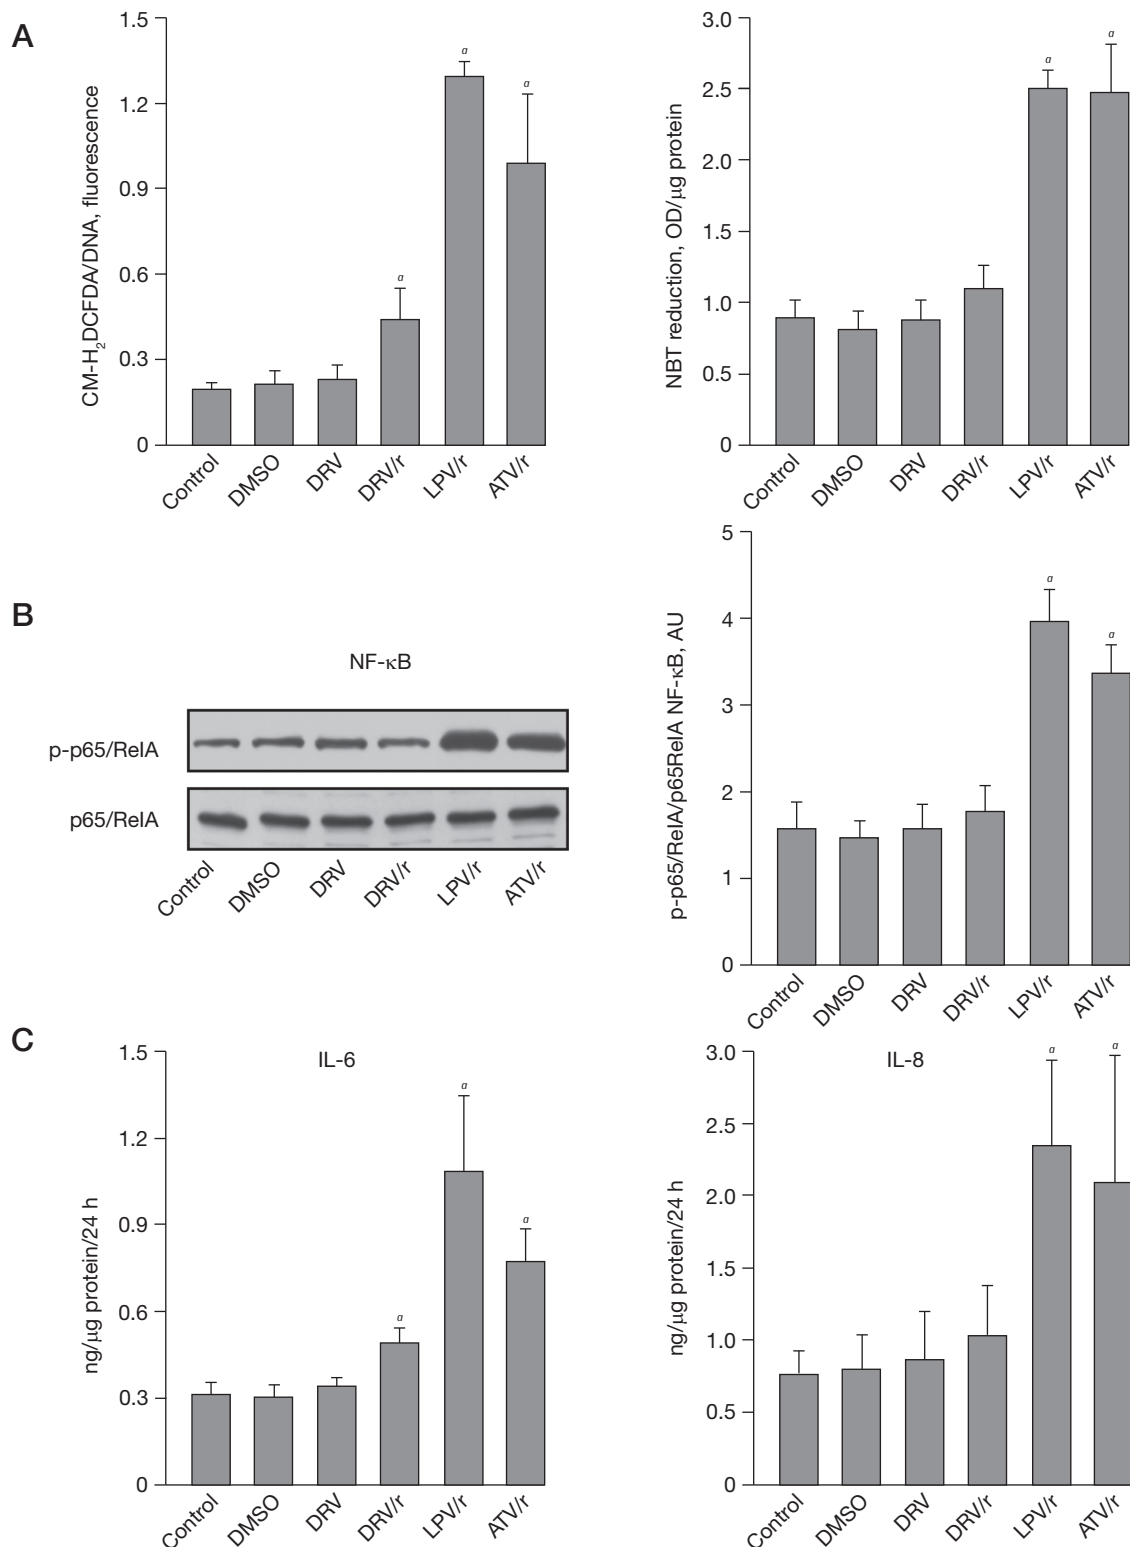 A
CM-H2DCFDA/DNA, fluorescence
1.5
1.2
0.9
0.6
0.3
0
a
a
a
Control
DMSO
DRV
DRV/r
LPV/r
ATV/r
NBT reduction, OD/μg protein
3.0
2.5
2.0
1.5
1.0
0.5
0
a
a
Control
DMSO
DRV
DRV/r
LPV/r
ATV/r
B
NF-κB
p-p65/RelA
p65/RelA
Control
DMSO
DRV
DRV/r
LPV/r
ATV/r
p-p65/RelA/p65RelA NF-κB, AU
5
4
3
2
1
0
a
a
Control
DMSO
DRV
DRV/r
LPV/r
ATV/r
C
IL-6
ng/μg protein/24 h
1.5
1.2
0.9
0.6
0.3
0
a
a
a
Control
DMSO
DRV
DRV/r
LPV/r
ATV/r
IL-8
ng/μg protein/24 h
3.0
2.5
2.0
1.5
1.0
0.5
0
a
a
Control
DMSO
DRV
DRV/r
LPV/r
ATV/r